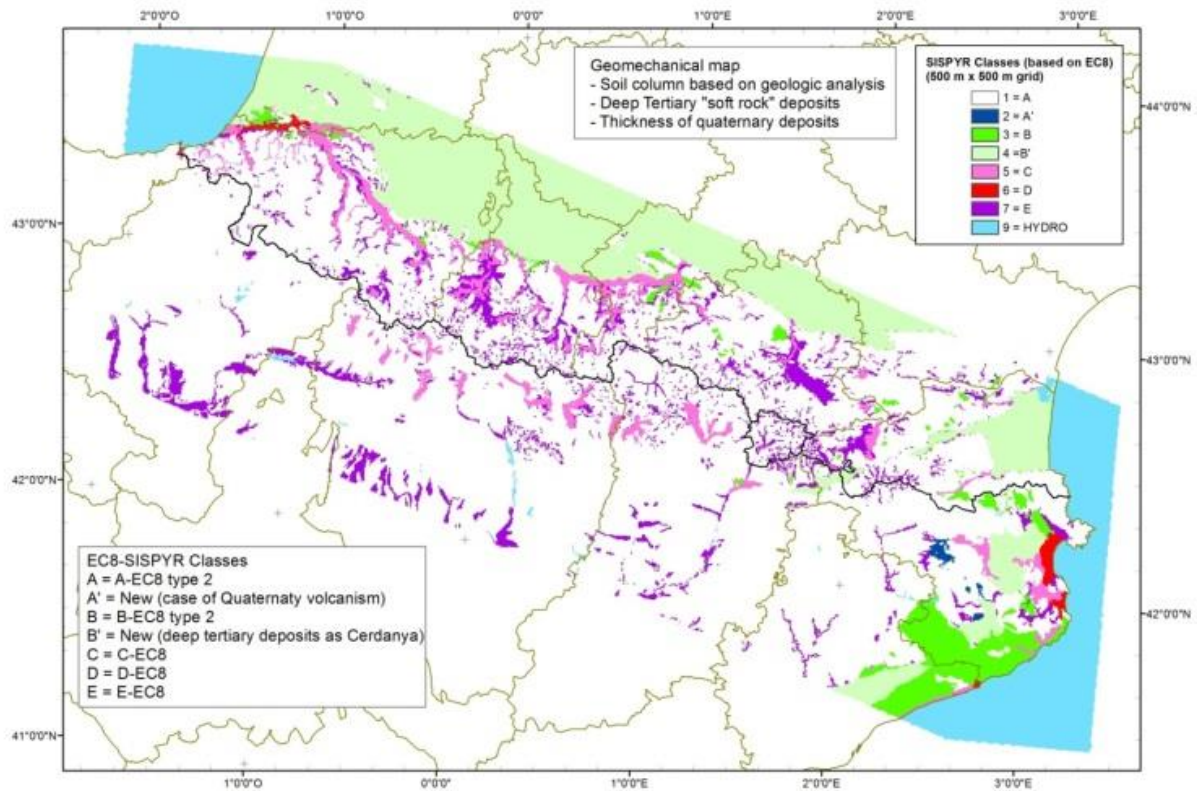 2°0'0"O 1°0'0"O 0°0'0" 1°0'0"E 2°0'0"E 3°0'0"E
Geomechanical map
- Soil column based on geologic analysis
- Deep Tertiary "soft rock" deposits
- Thickness of quaternary deposits
SISPYR Classes (based on EC8)
(500 m x 500 m grid)
1 = A
2 = A'
3 = B
4 =B'
5 = C
6 = D
7 = E
9 = HYDRO
44°0'0"N
43°0'0"N
43°0'0"N
42°0'0"N
42°0'0"N
41°0'0"N
EC8-SISPYR Classes
A = A-EC8 type 2
A' = New (case of Quaternaty volcanism)
B = B-EC8 type 2
B' = New (deep tertiary deposits as Cerdanya)
C = C-EC8
D = D-EC8
E = E-EC8
1°0'0"O 0°0'0" 1°0'0"E 2°0'0"E 3°0'0"E